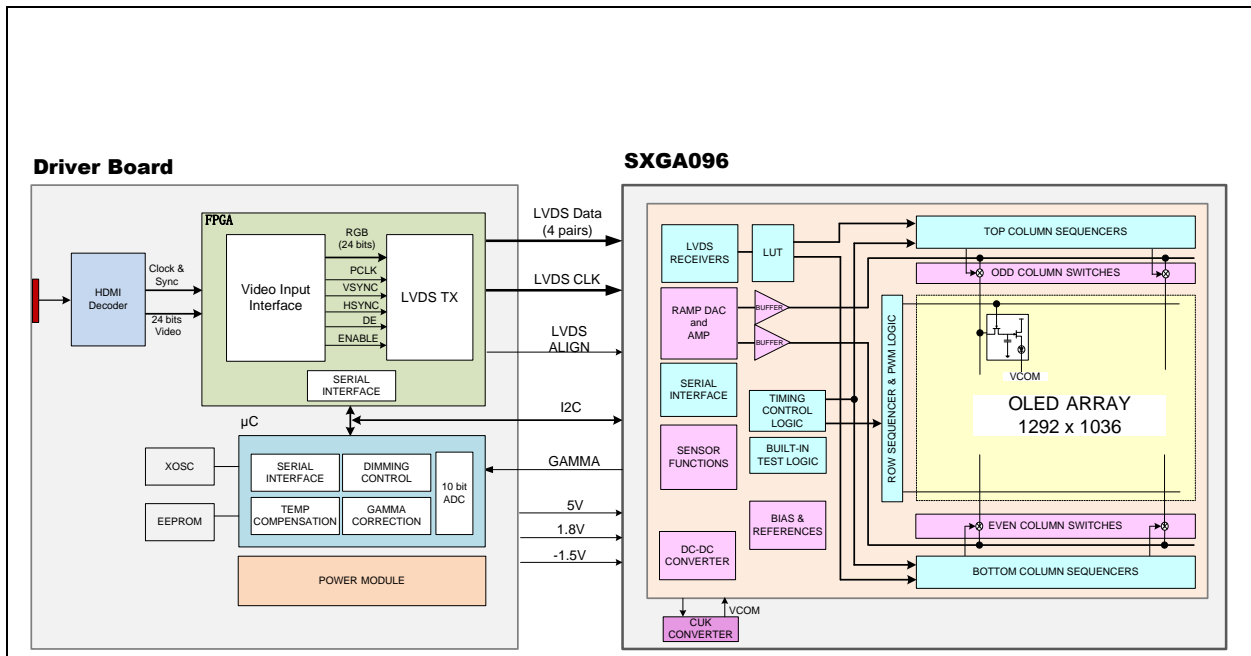 Driver Board
SXGA096
FPGA
HDMI
Decoder
Clock &
Sync
24 bits
Video
Video Input
Interface
RGB
(24 bits)
PCLK
VSYNC
HSYNC
DE
ENABLE
LVDS TX
SERIAL
INTERFACE
µC
XOSC
EEPROM
SERIAL
INTERFACE
DIMMING
CONTROL
TEMP
COMPENSATION
GAMMA
CORRECTION
10 bit
ADC
POWER MODULE
LVDS Data
(4 pairs)
LVDS CLK
LVDS
ALIGN
I2C
GAMMA
5V
1.8V
-1.5V
LVDS
RECEIVERS
LUT
RAMP DAC
and
AMP
BUFFER
BUFFER
SERIAL
INTERFACE
TIMING
CONTROL
LOGIC
SENSOR
FUNCTIONS
BUILT-IN
TEST LOGIC
BIAS &
REFERENCES
DC-DC
CONVERTER
VCOM
CUK
CONVERTER
TOP COLUMN SEQUENCERS
ODD COLUMN SWITCHES
ROW SEQUENCER & PWM LOGIC
VCOM
OLED ARRAY
1292 x 1036
EVEN COLUMN SWITCHES
BOTTOM COLUMN SEQUENCERS